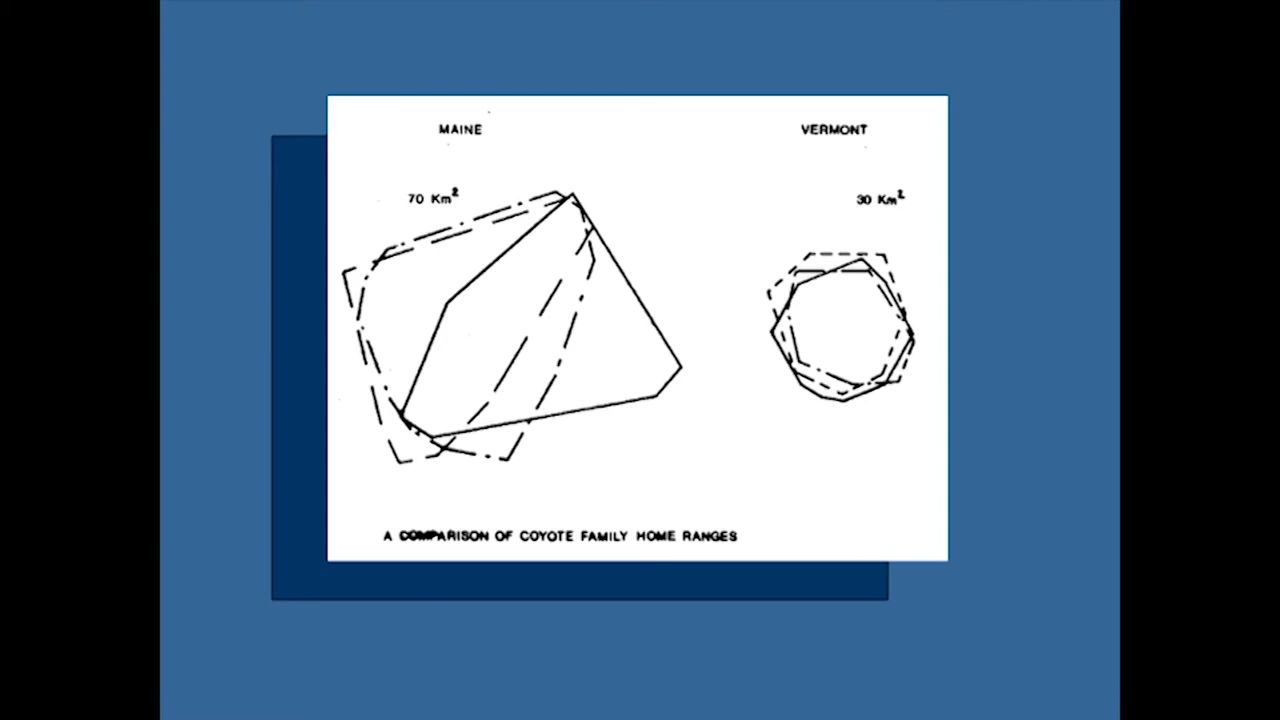 MAINE
VERMONT
70 Km²
30 Km²
A COMPARISON OF COYOTE FAMILY HOME RANGES